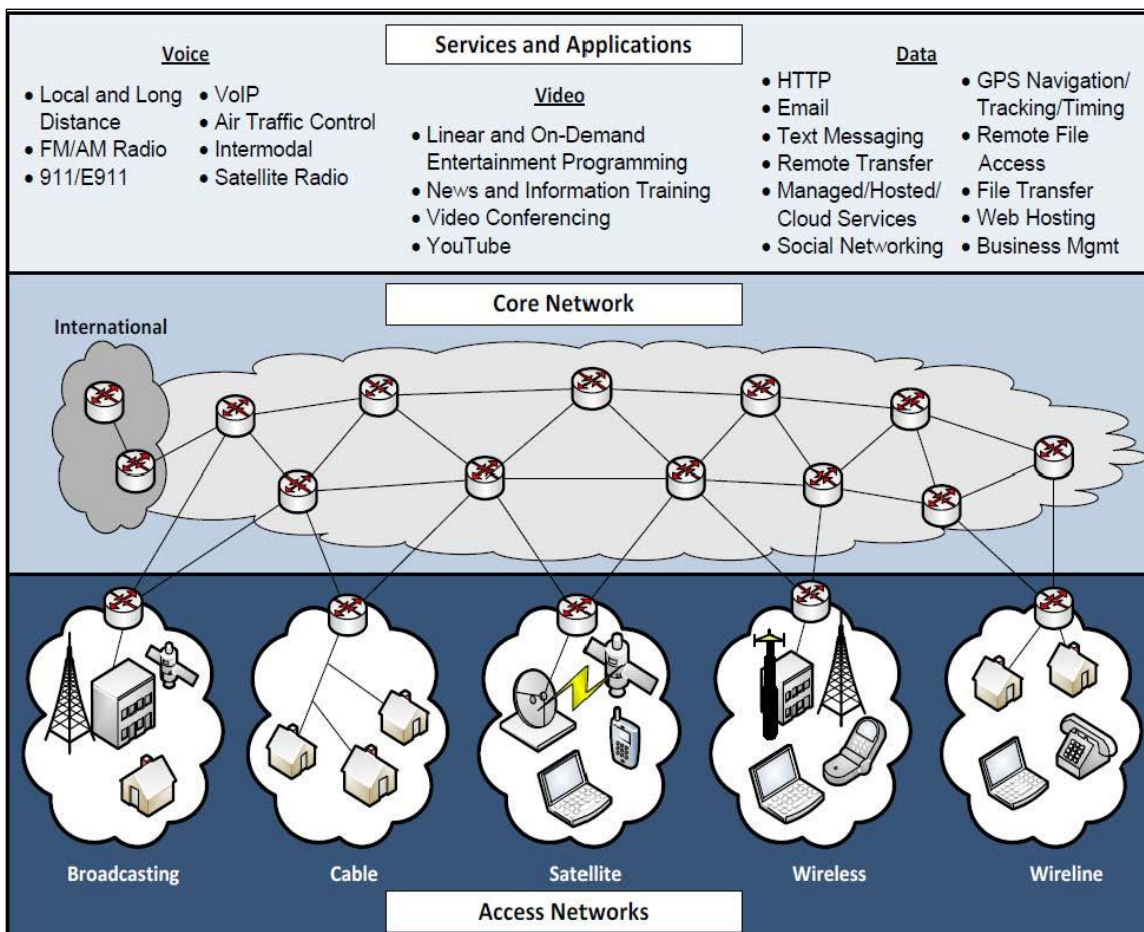 Services and Applications
Voice
• Local and Long
Distance
• FM/AM Radio
• 911/E911
• VoIP
• Air Traffic Control
• Intermodal
• Satellite Radio
Video
• Linear and On-Demand
Entertainment Programming
• News and Information Training
• Video Conferencing
• YouTube
Data
• HTTP
• Email
• Text Messaging
• Remote Transfer
• Managed/Hosted/
Cloud Services
• Social Networking
• GPS Navigation/
Tracking/Timing
• Remote File
Access
• File Transfer
• Web Hosting
• Business Mgmt
Core Network
International
Broadcasting
Cable
Satellite
Wireless
Wireline
Access Networks